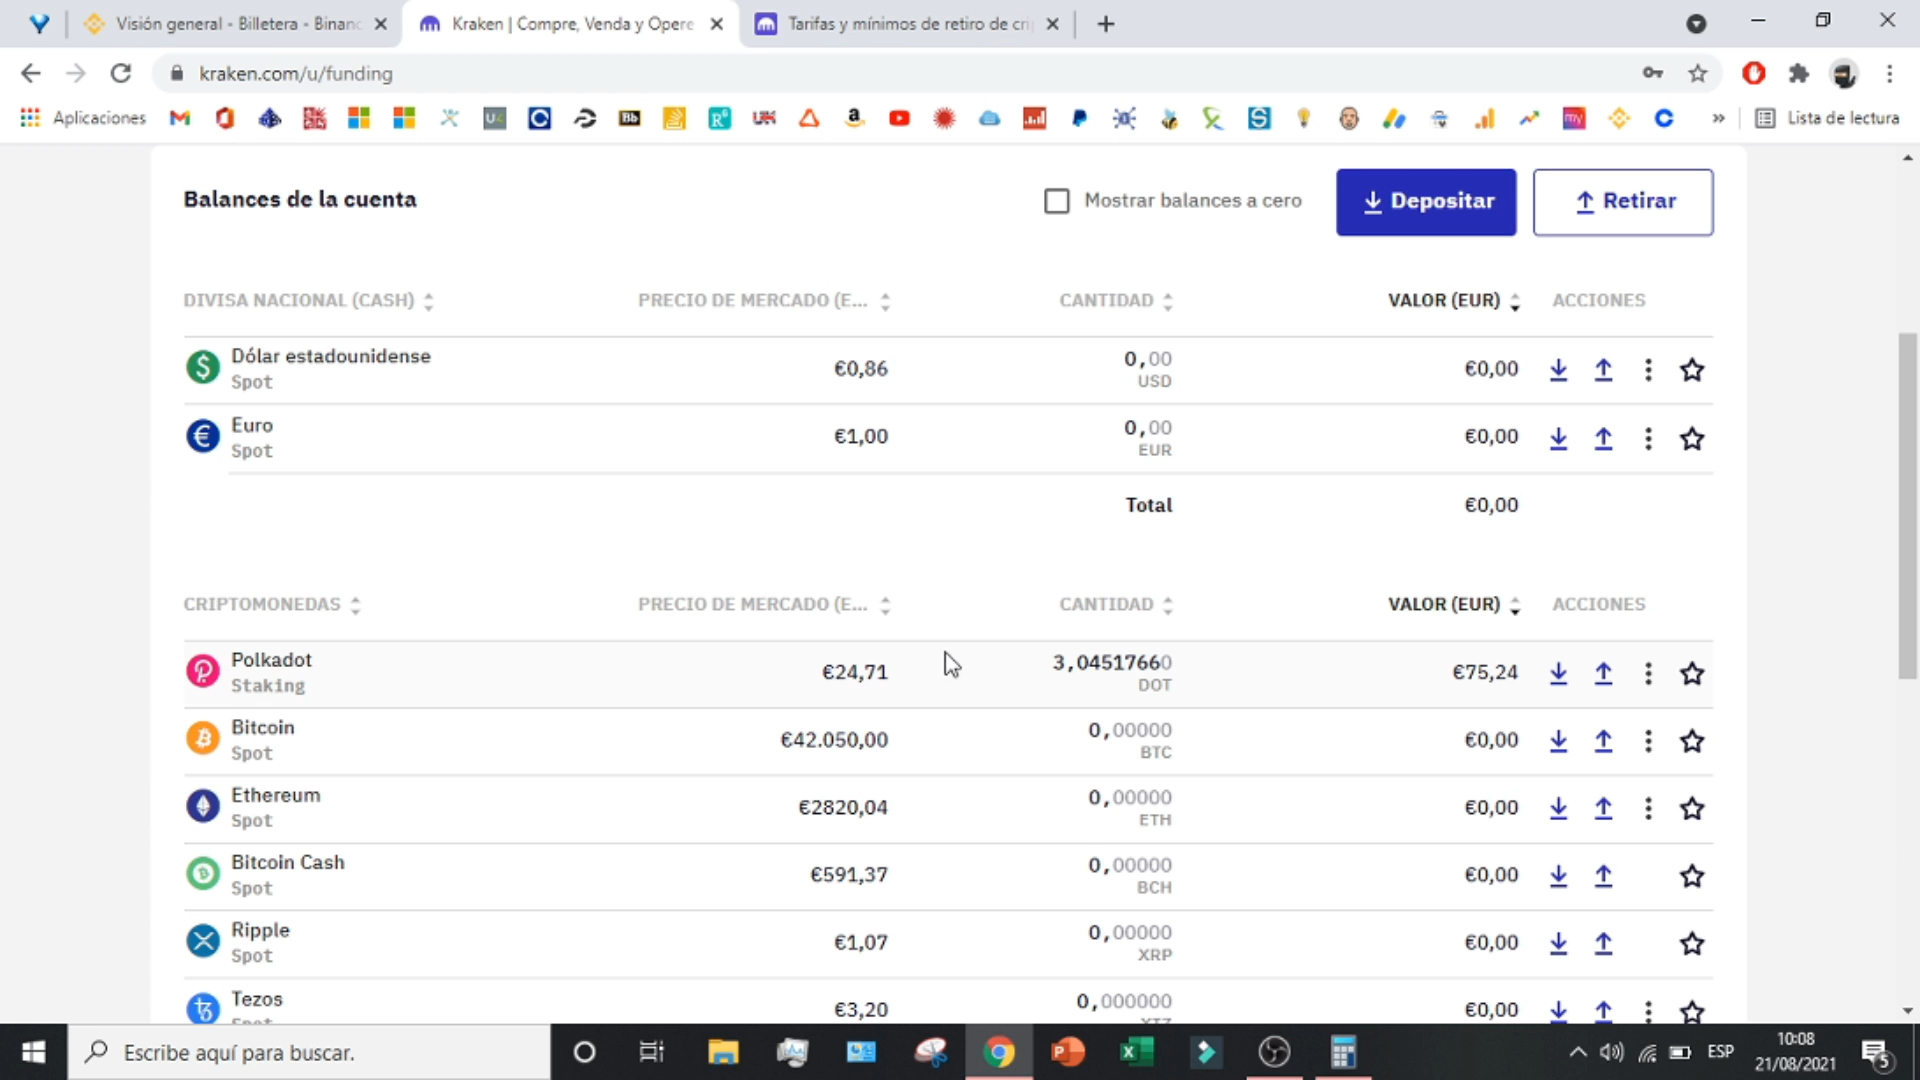 Visión general - Billetera - Binanc
Kraken | Compre, Venda y Opere
Tarifas y mínimos de retiro de cri
kraken.com/u/funding
Aplicaciones
Lista de lectura
Balances de la cuenta
Mostrar balances a cero
Depositar
Retirar
DIVISA NACIONAL (CASH) PRECIO DE MERCADO (E... CANTIDAD VALOR (EUR) ACCIONES
Dólar estadounidense
Spot
€0,86
0,00
USD
€0,00
Euro
Spot
€1,00
0,00
EUR
€0,00
Total €0,00
CRIPTOMONEDAS PRECIO DE MERCADO (E... CANTIDAD VALOR (EUR) ACCIONES
Polkadot
Staking
€24,71
3,04517660
DOT
€75,24
Bitcoin
Spot
€42.050,00
0,00000
BTC
€0,00
Ethereum
Spot
€2820,04
0,00000
ETH
€0,00
Bitcoin Cash
Spot
€591,37
0,00000
BCH
€0,00
Ripple
Spot
€1,07
0,00000
XRP
€0,00
Tezos
Spot
€3,20
0,000000
XTZ
€0,00
Escribe aquí para buscar.
ESP
10:08
21/08/2021
5